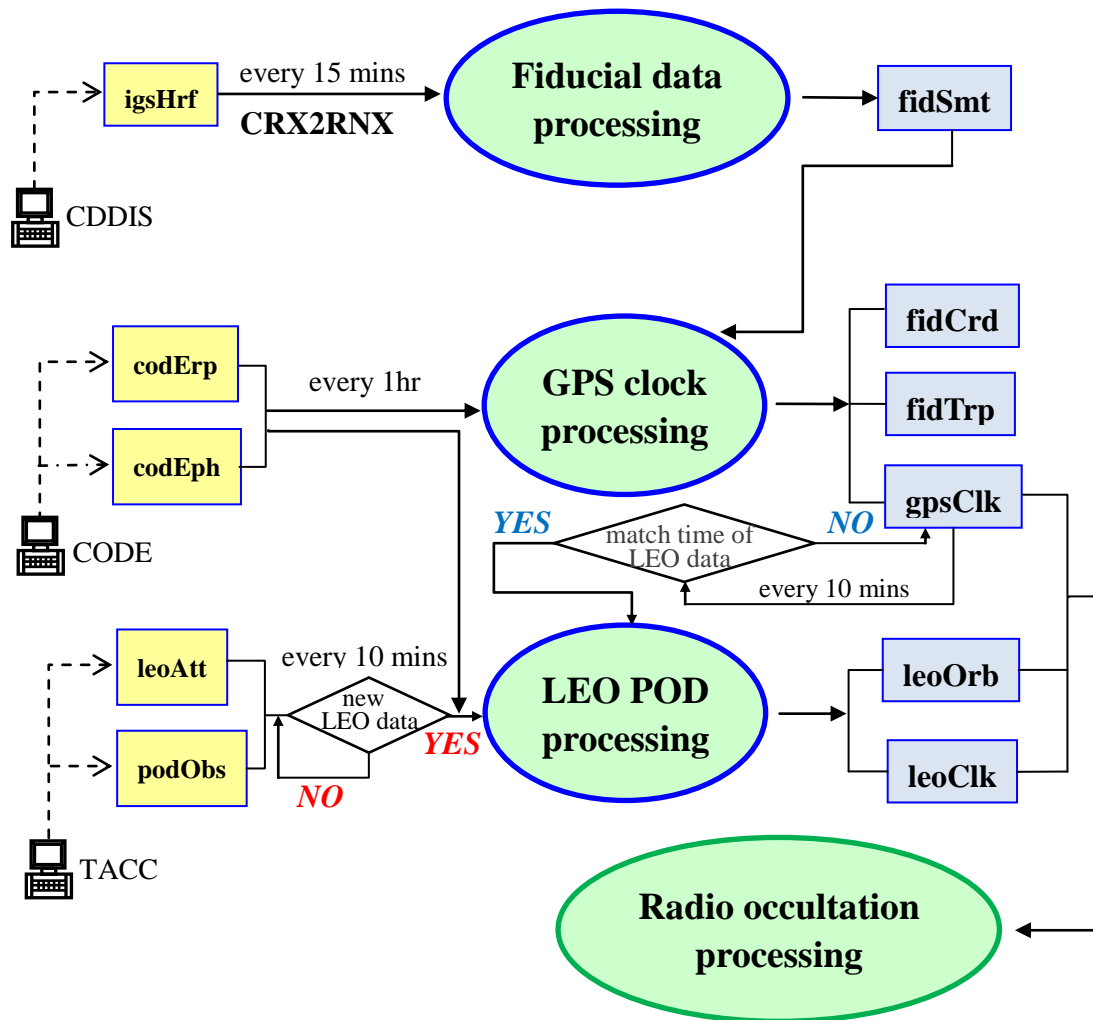 igsHrf
every 15 mins
CRX2RNX
Fiducial data
processing
fidSmt
CDDIS
codErp
codEph
every 1hr
GPS clock
processing
fidCrd
fidTrp
gpsClk
CODE
YES
match time of
LEO data
NO
every 10 mins
leoAtt
podObs
every 10 mins
new
LEO data
YES
NO
LEO POD
processing
leoOrb
leoClk
TACC
Radio occultation
processing